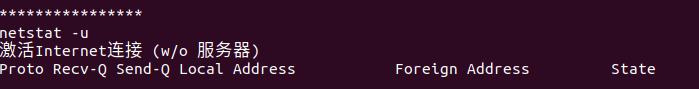 ****************
netstat -u
激活Internet连接 (w/o 服务器)
Proto Recv-Q Send-Q Local Address           Foreign Address         State